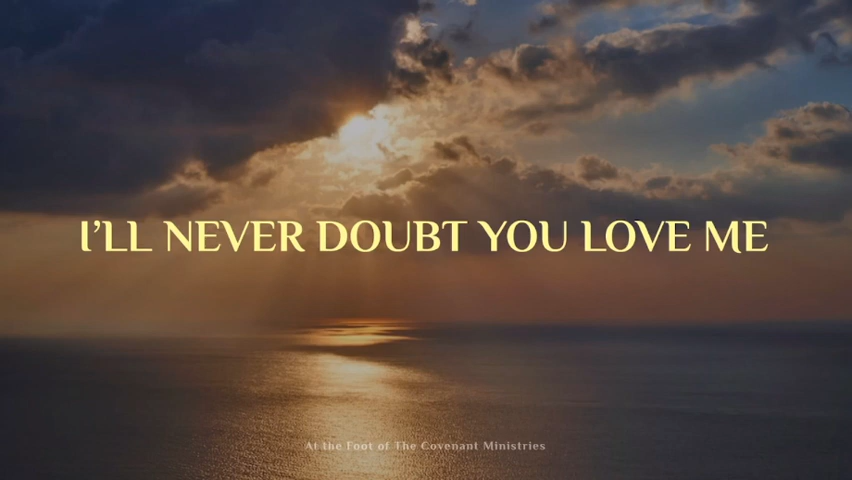 I’LL NEVER DOUBT YOU LOVE ME
At the Foot of The Covenant Ministries